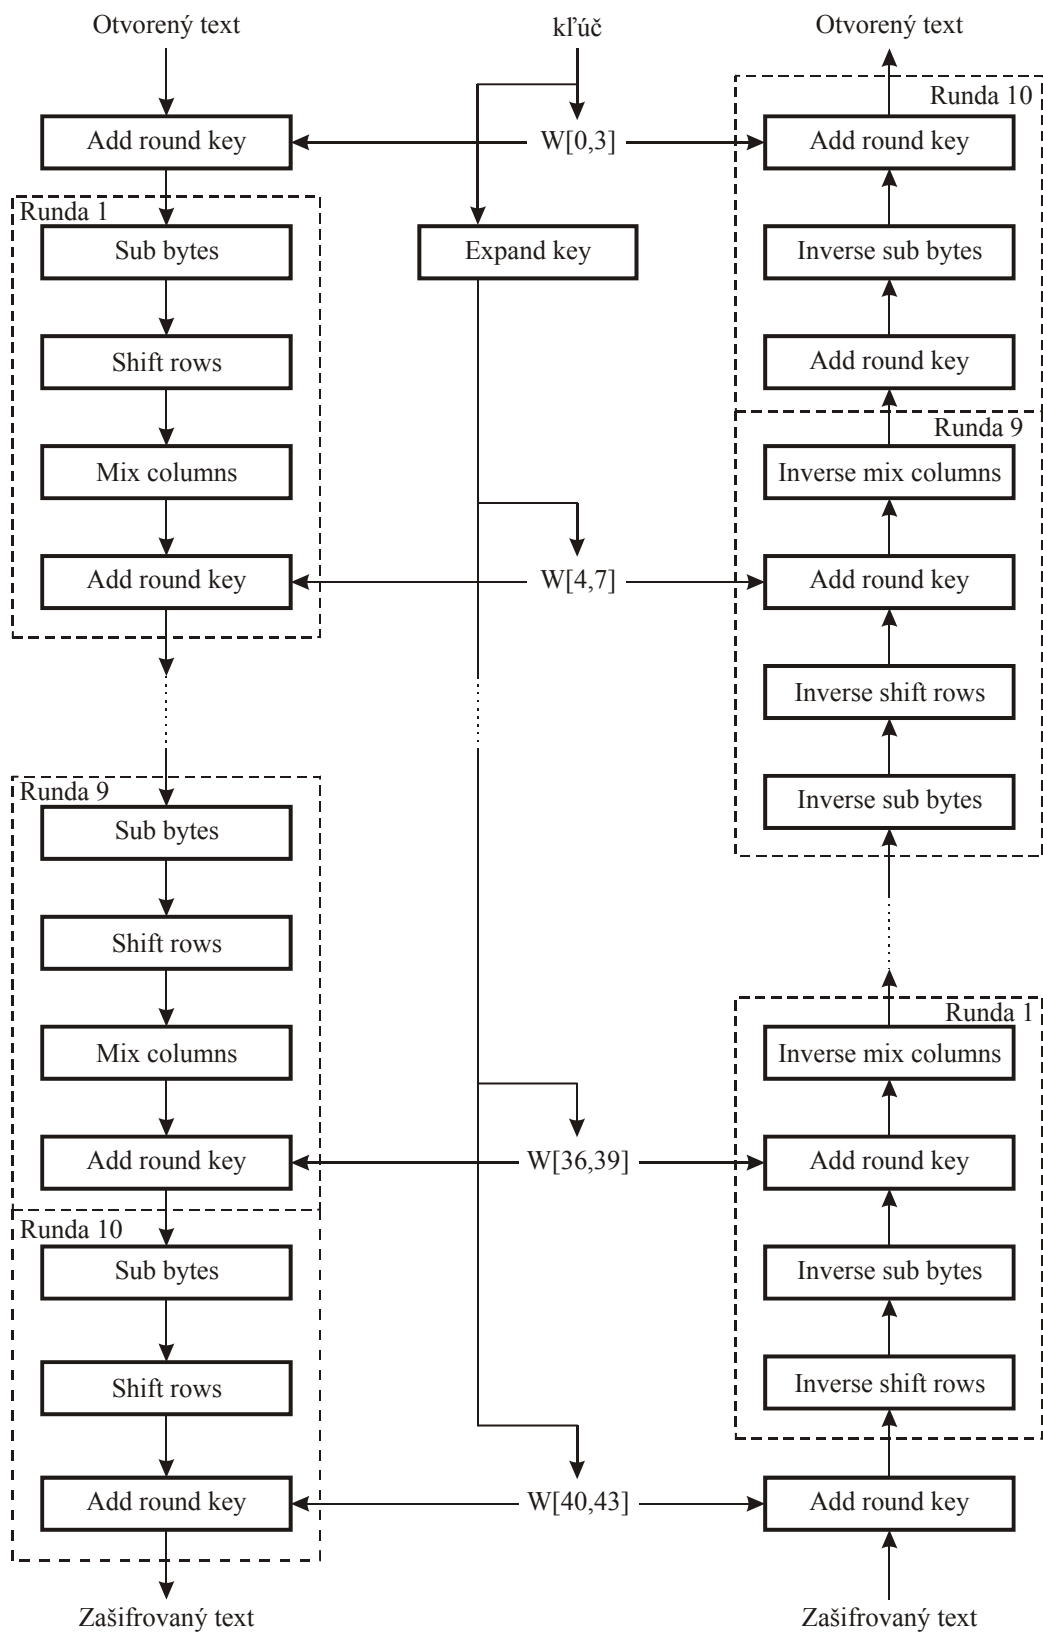 Otvorený text
kľúč
Otvorený text
Runda 10
Add round key
W[0,3]
Add round key
Runda 1
Sub bytes
Expand key
Inverse sub bytes
Shift rows
Add round key
Runda 9
Mix columns
Inverse mix columns
Add round key
W[4,7]
Add round key
Inverse shift rows
Runda 9
Inverse sub bytes
Sub bytes
Shift rows
Runda 1
Mix columns
Inverse mix columns
Add round key
W[36,39]
Add round key
Runda 10
Sub bytes
Inverse sub bytes
Shift rows
Inverse shift rows
Add round key
W[40,43]
Add round key
Zašifrovaný text
Zašifrovaný text